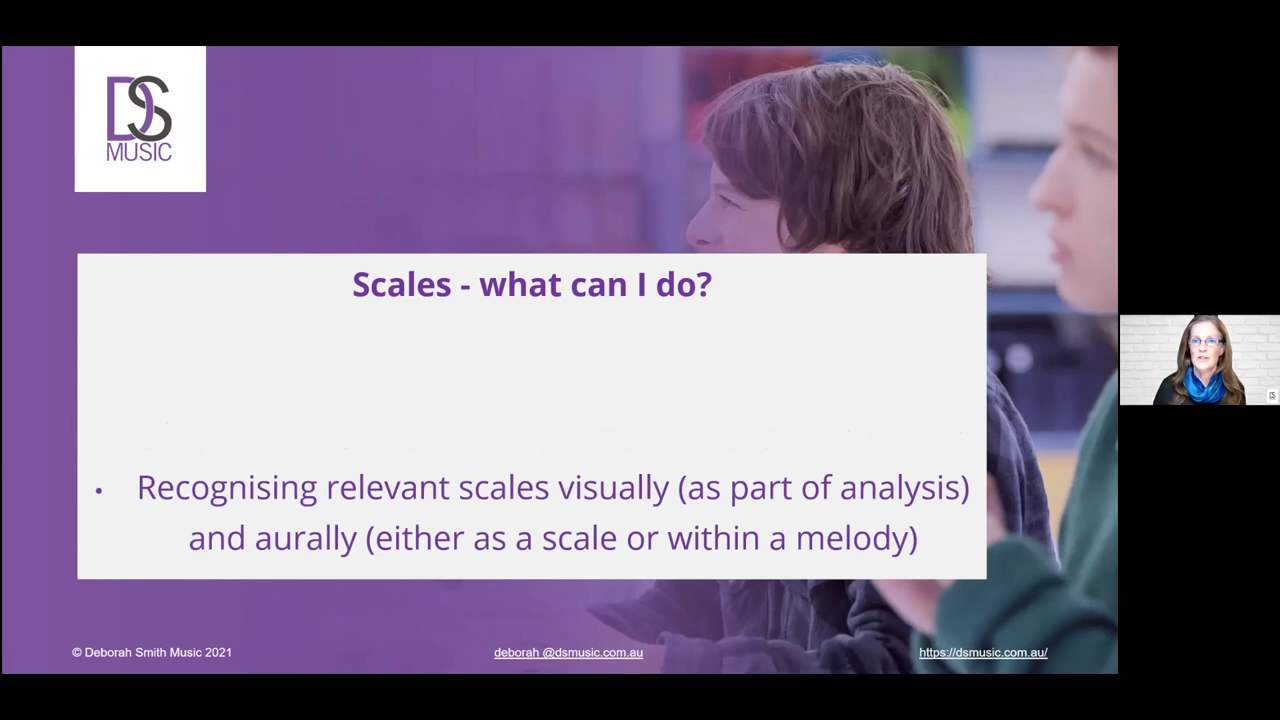 DS
MUSIC
Scales - what can I do?
• Recognising relevant scales visually (as part of analysis)
and aurally (either as a scale or within a melody)
© Deborah Smith Music 2021
deborah @dsmusic.com.au
https://dsmusic.com.au/
DS